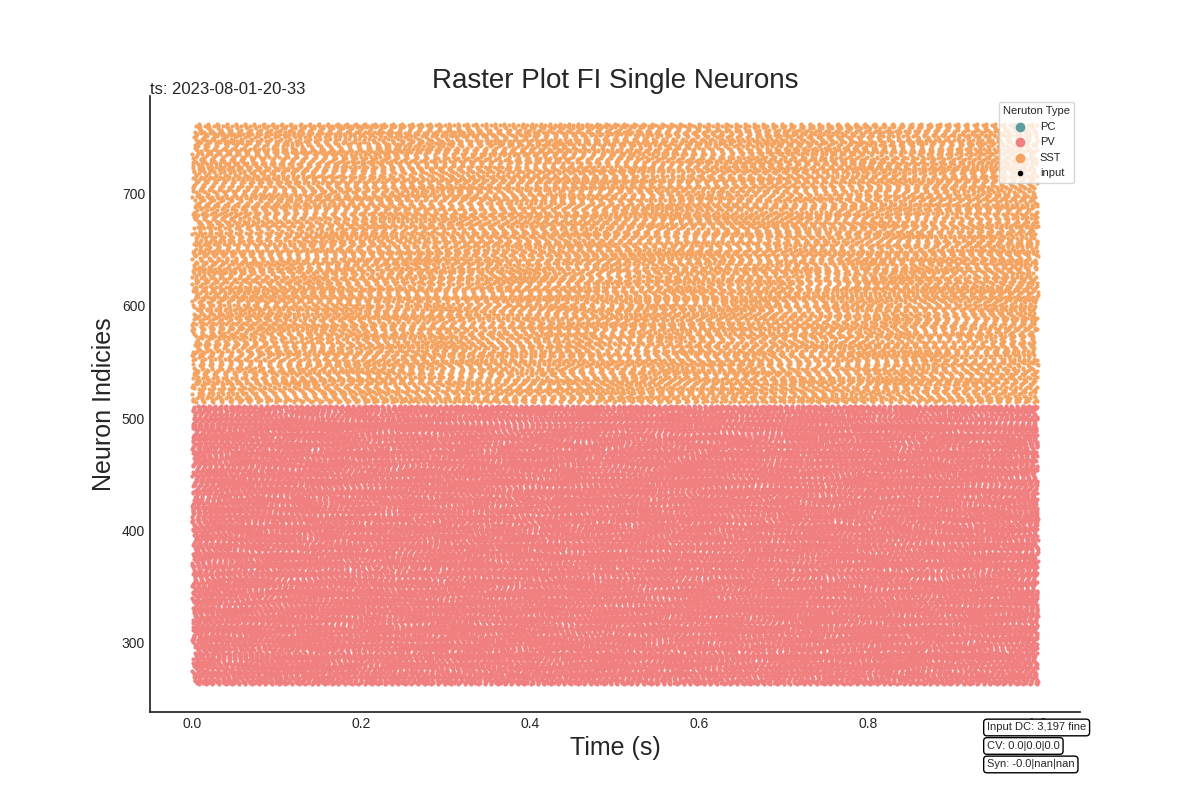 Raster Plot FI Single Neurons
ts: 2023-08-01-20-33
Neruton Type
PC
PV
SST
input
Neuron Indicies
700
600
500
400
300
0.0 0.2 0.4 0.6 0.8
Time (s)
Input DC: 3,197 fine
CV: 0.0|0.0|0.0
Syn: -0.0|nan|nan